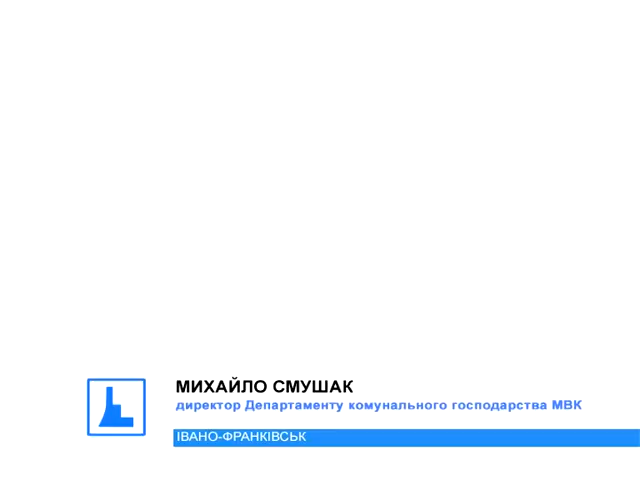 МИХАЙЛО СМУШАК
директор Департаменту комунального господарства МВК
ІВАНО-ФРАНКІВСЬК